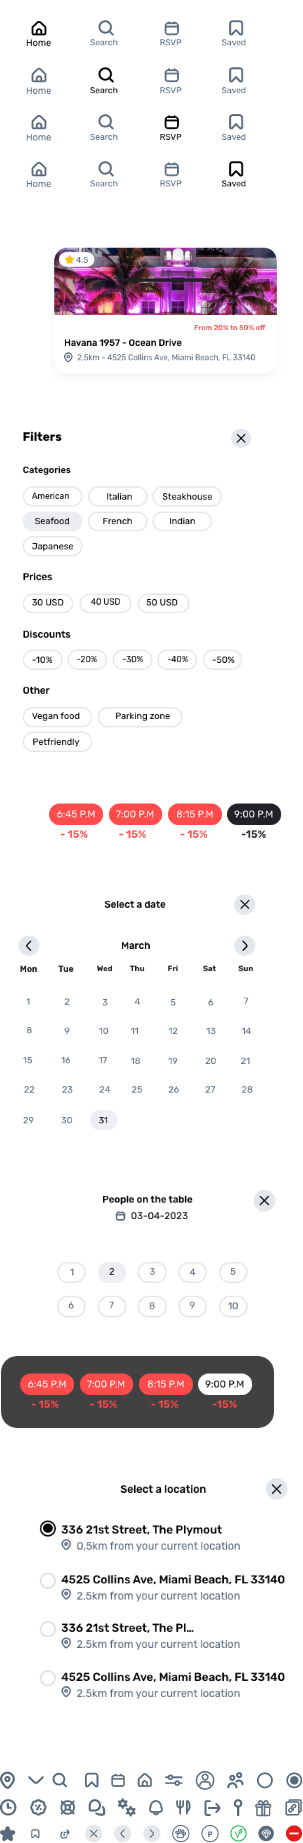 Home Search RSVP Saved
Home Search RSVP Saved
Home Search RSVP Saved
Home Search RSVP Saved
4,5
From 20% to 50% off
Havana 1957 - Ocean Drive
2,5km - 4525 Collins Ave, Miami Beach, FL 33140
Filters
Categories
American Italian Steakhouse
Seafood French Indian
Japanese
Prices
30 USD 40 USD 50 USD
Discounts
-10% -20% -30% -40% -50%
Other
Vegan food Parking zone
Petfriendly
6:45 P.M 7:00 P.M 8:15 P.M 9:00 P.M
- 15% - 15% - 15% -15%
Select a date
March
Mon Tue Wed Thu Fri Sat Sun
1 2 3 4 5 6 7
8 9 10 11 12 13 14
15 16 17 18 19 20 21
22 23 24 25 26 27 28
29 30 31
People on the table
03-04-2023
1 2 3 4 5
6 7 8 9 10
6:45 P.M 7:00 P.M 8:15 P.M 9:00 P.M
- 15% - 15% - 15% -15%
Select a location
336 21st Street, The Plymout
0,5km from your current location
4525 Collins Ave, Miami Beach, FL 33140
2.5km from your current location
336 21st Street, The Pl...
2.5km from your current location
4525 Collins Ave, Miami Beach, FL 33140
2.5km from your current location
P